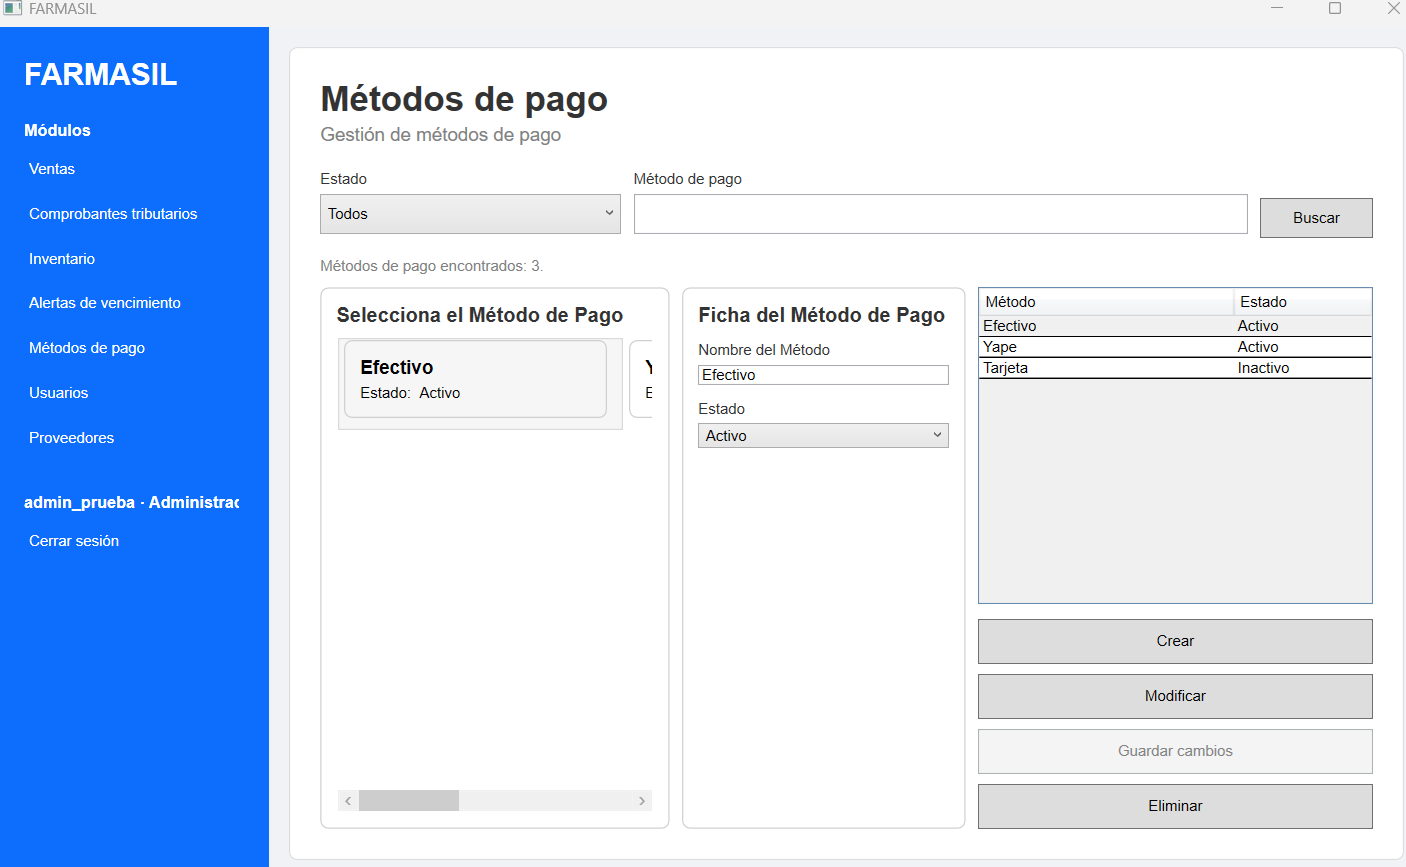 FARMASIL
FARMASIL
Módulos
Ventas
Comprobantes tributarios
Inventario
Alertas de vencimiento
Métodos de pago
Usuarios
Proveedores
admin_prueba · Administrad
Cerrar sesión
Métodos de pago
Gestión de métodos de pago
Estado
Todos
Método de pago
Buscar
Métodos de pago encontrados: 3.
Selecciona el Método de Pago
Efectivo
Estado: Activo
Y
E
Ficha del Método de Pago
Nombre del Método
Efectivo
Estado
Activo
Método Estado
Efectivo Activo
Yape Activo
Tarjeta Inactivo
Crear
Modificar
Guardar cambios
Eliminar